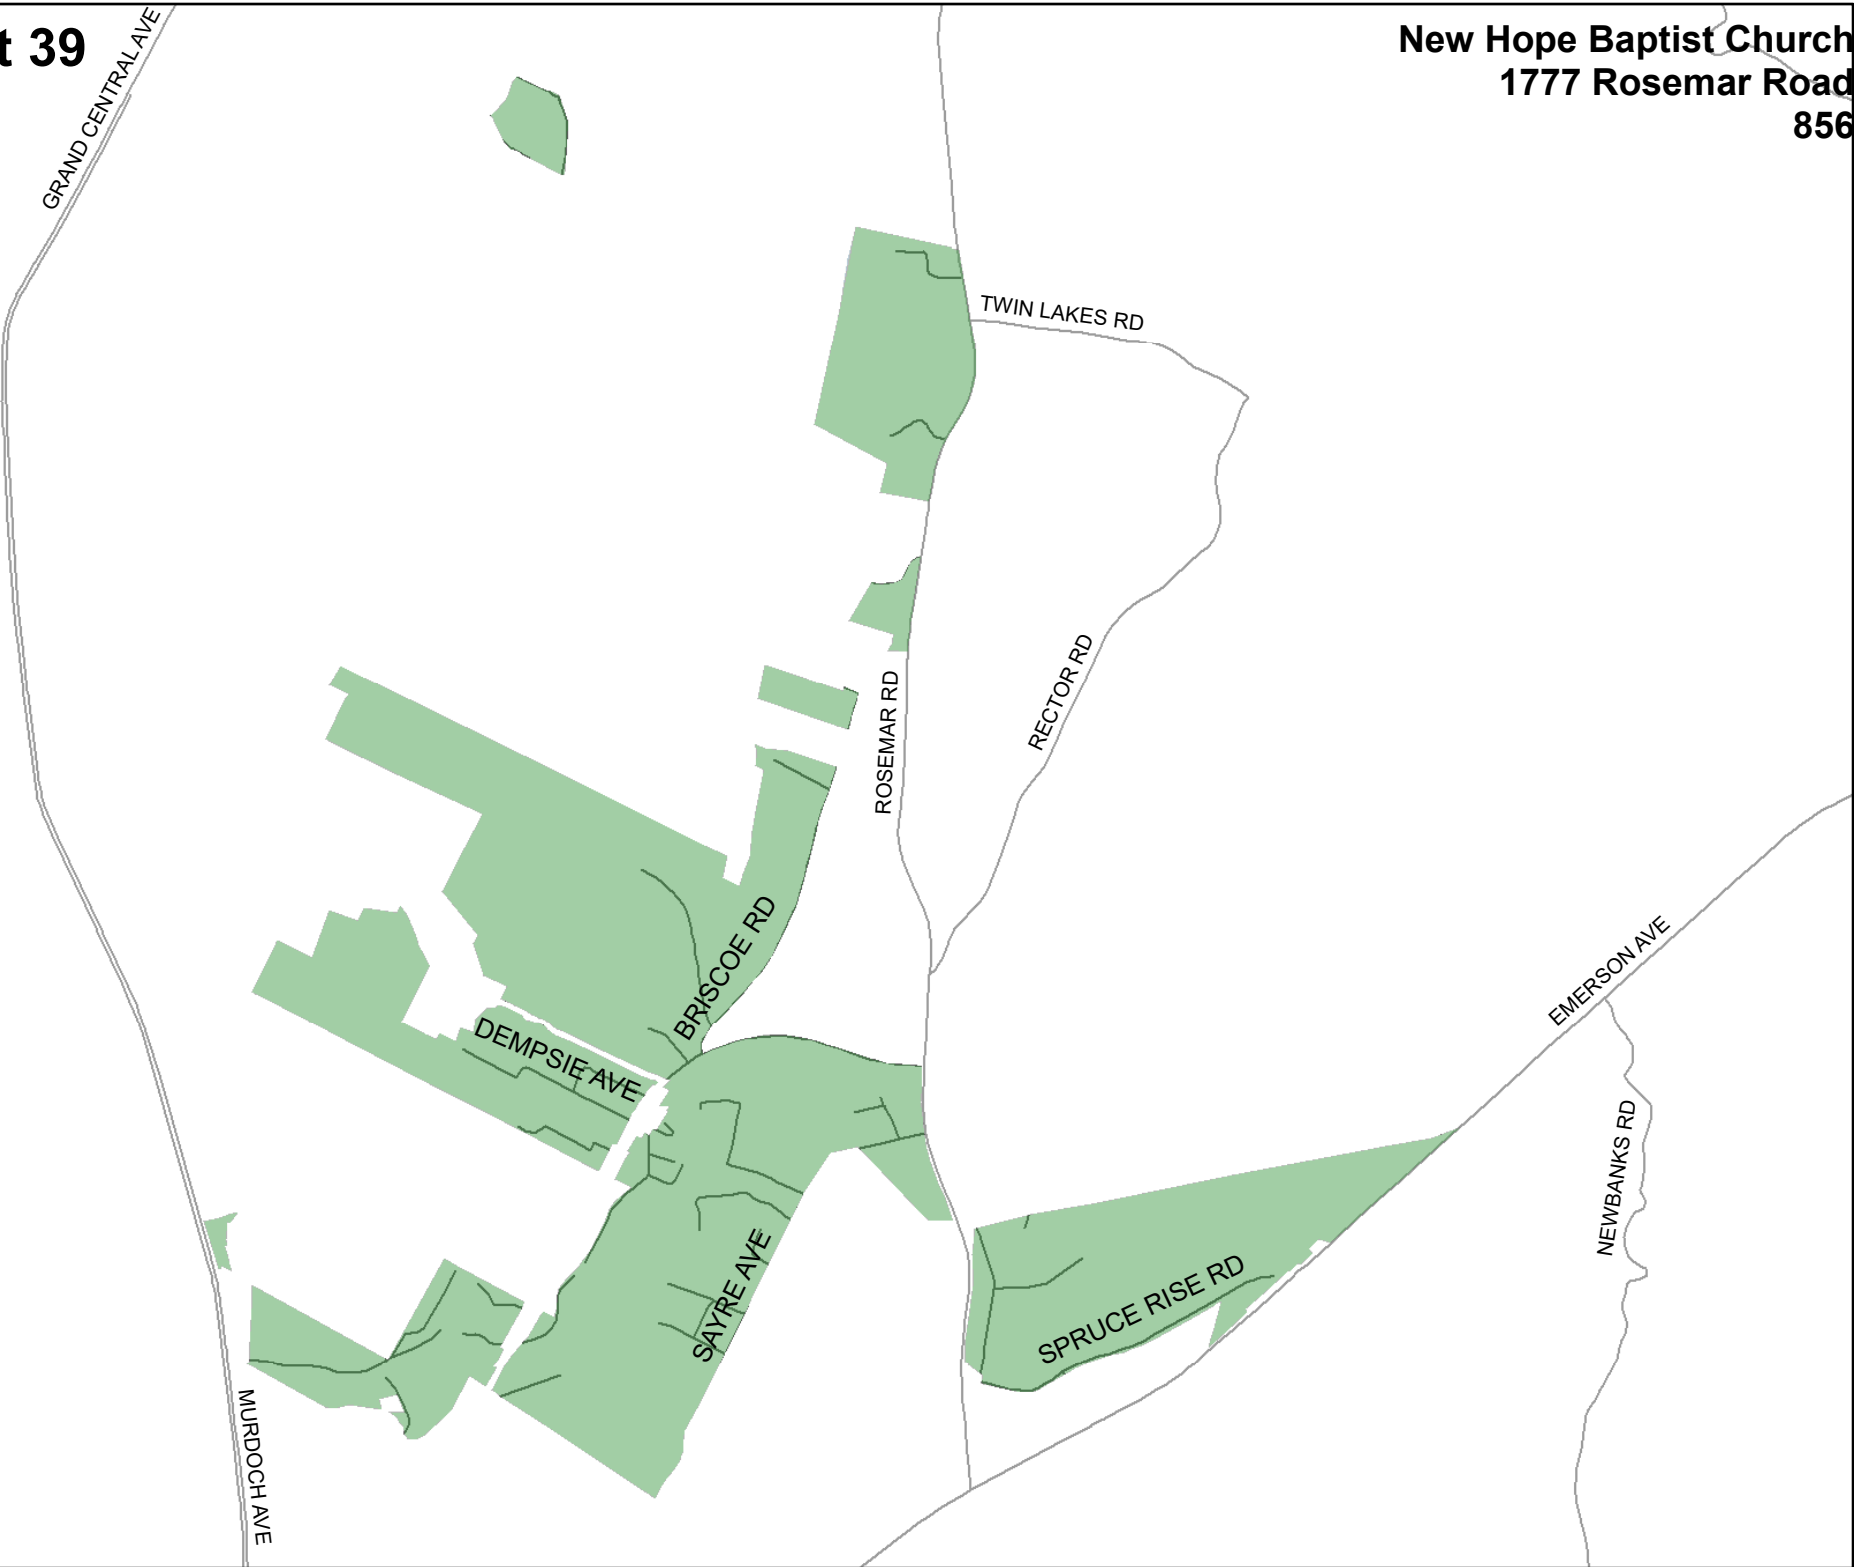 t 39
New Hope Baptist Church
1777 Rosemar Road
856
GRAND CENTRAL AVE
TWIN LAKES RD
ROSEMAR RD
RECTOR RD
BRISCOE RD
EMERSON AVE
DEMPSIE AVE
NEWBANKS RD
SAYRE AVE
SPRUCE RISE RD
MURDOCH AVE